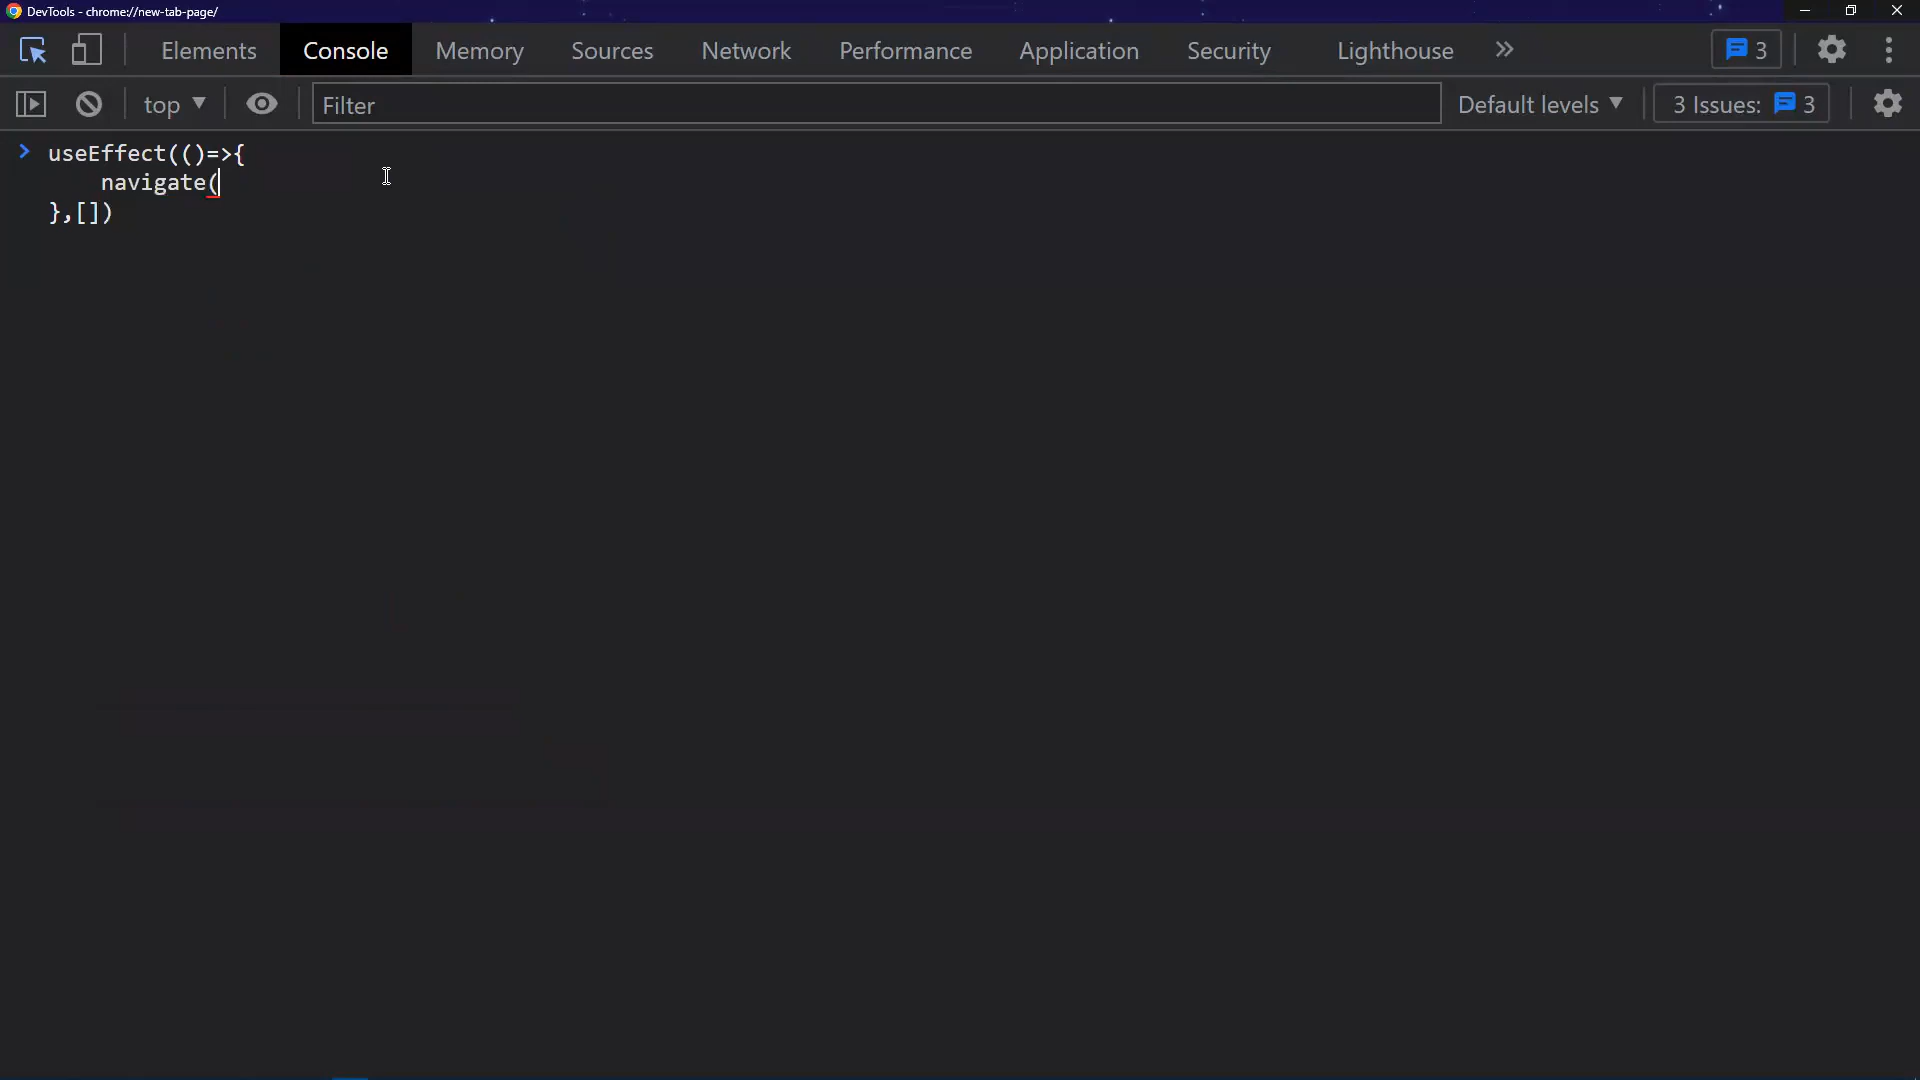 DevTools - chrome://new-tab-page/
Elements Console Memory Sources Network Performance Application Security Lighthouse 3
top Filter Default levels 3 Issues: 3
useEffect(()=>{
navigate(
},[])